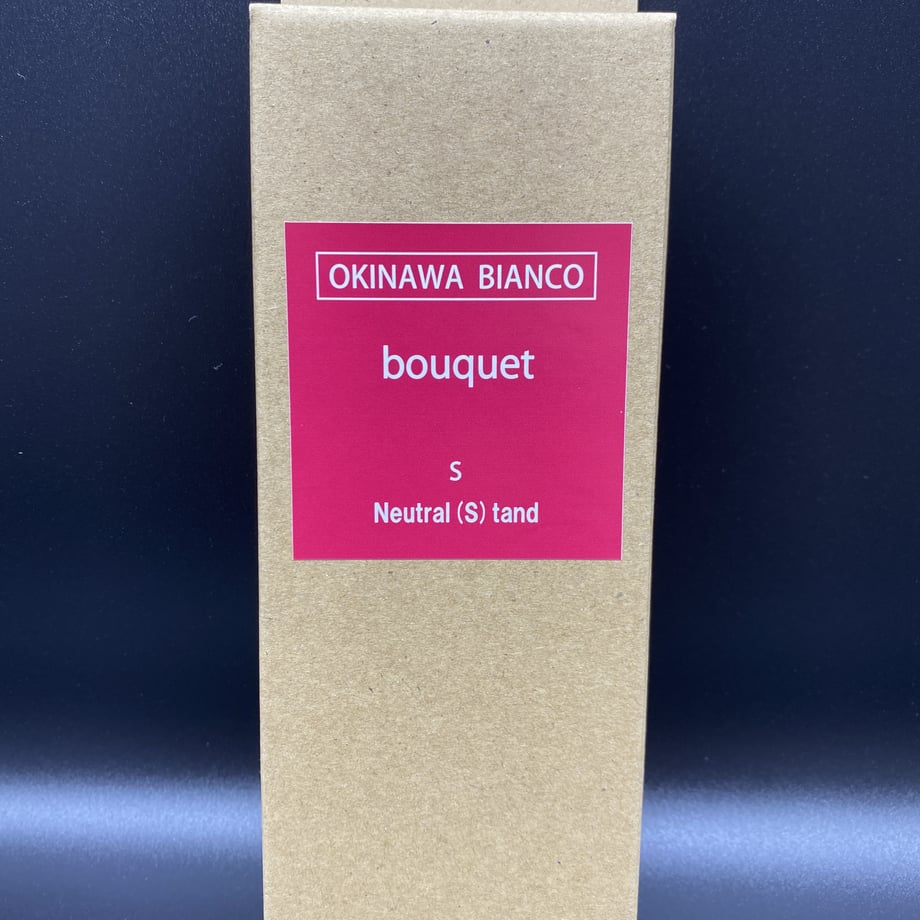 OKINAWA BIANCO
bouquet
S
Neutral (S) tand